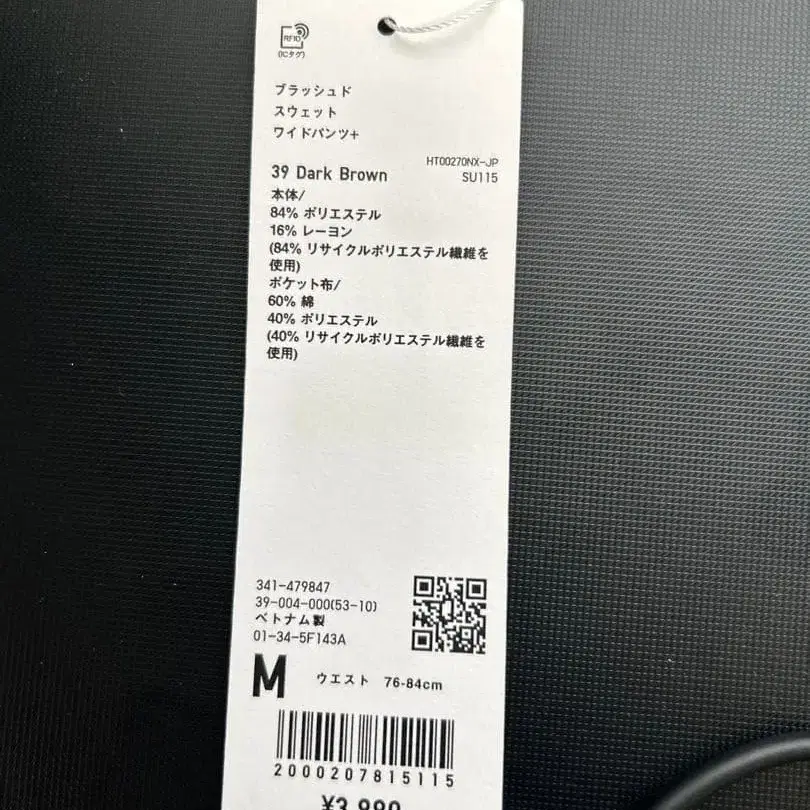 RFID
(ICタグ)
ブラッシュド
スウェット
ワイドパンツ+
HT00270NX-JP
39 Dark Brown SU115
本体/
84% ポリエステル
16% レーヨン
(84% リサイクルポリエステル繊維を
使用)
ポケット布/
60% 綿
40% ポリエステル
(40% リサイクルポリエステル繊維を
使用)
341-479847
39-004-000(53-10)
ベトナム製
01-34-5F143A
M ウエスト 76-84cm
2000207815115
¥3,990